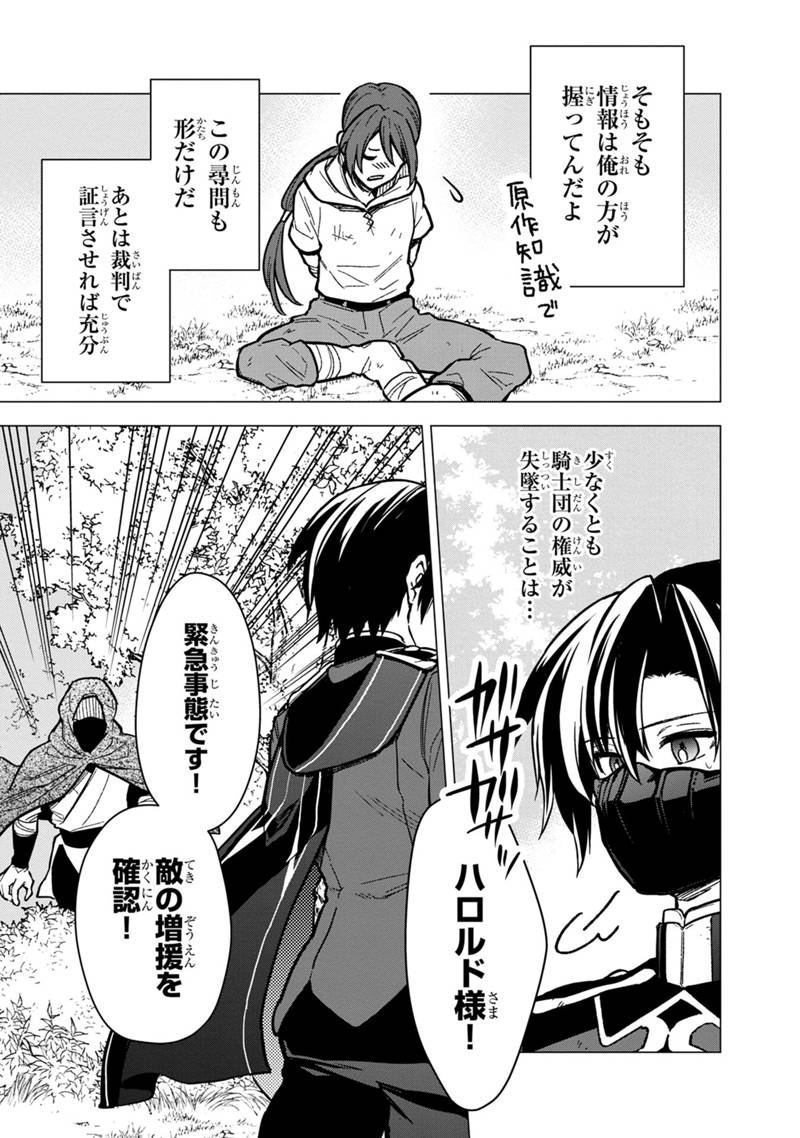 そもそも
情報は俺の方が
握ってんだよ
原作知識で
この尋問も
形だけだ
あとは裁判で
証言させれば充分
少なくとも
騎士団の権威が
失墜することは…
ガサガサッ
ハロルド様！
緊急事態です！
敵の増援を
確認！